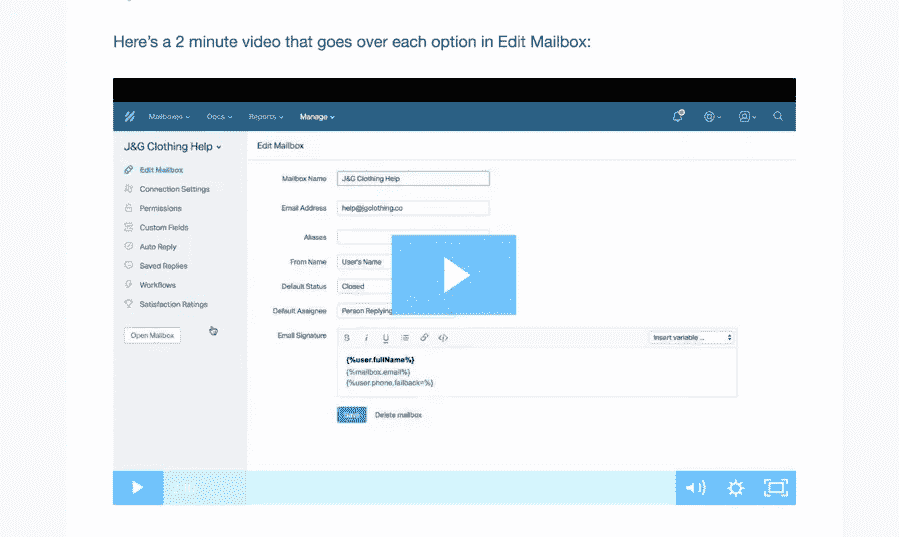 Here's a 2 minute video that goes over each option in Edit Mailbox:
Mailboxes Docs Reports Manage
J&G Clothing Help
Edit Mailbox
Edit Mailbox
Connection Settings
Permissions
Custom Fields
Auto Reply
Saved Replies
Workflows
Satisfaction Ratings
Open Mailbox
Mailbox Name J&G Clothing Help
Email Address help@jgclothing.co
Aliases
From Name User's Name
Default Status Closed
Default Assignee Person Replying
Email Signature
B i U Insert variable ...
{%user.fullName%}
{%mailbox.email%}
{%user.phone,fallback=%}
Save Delete mailbox